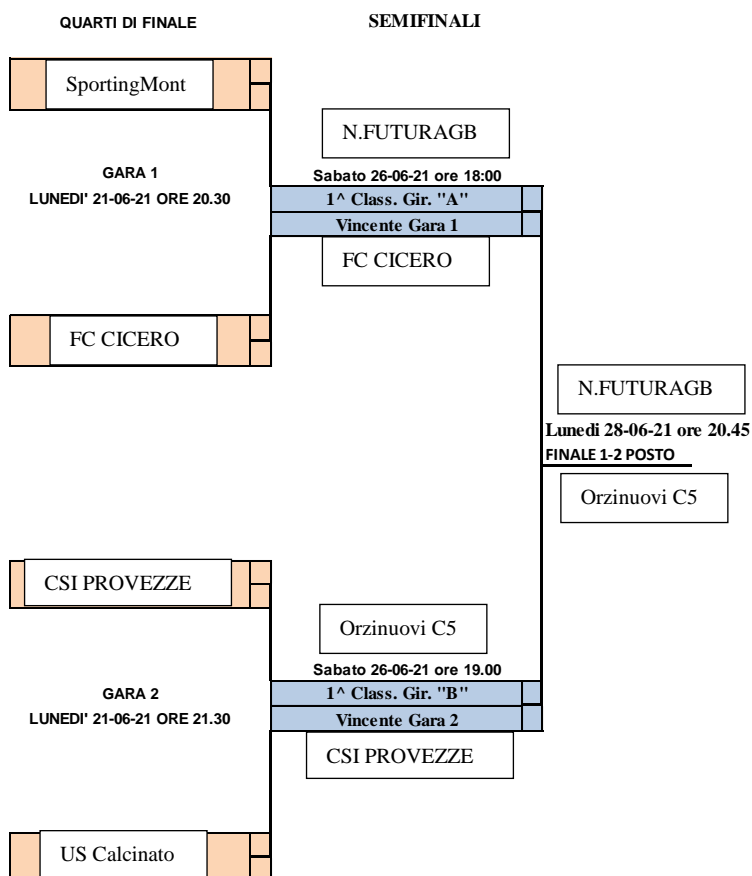 QUARTI DI FINALE
SEMIFINALI
SportingMont
N.FUTURAGB
GARA 1
LUNEDI' 21-06-21 ORE 20.30
Sabato 26-06-21 ore 18:00
1^ Class. Gir. "A"
Vincente Gara 1
FC CICERO
FC CICERO
N.FUTURAGB
Lunedi 28-06-21 ore 20.45
FINALE 1-2 POSTO
Orzinuovi C5
CSI PROVEZZE
Orzinuovi C5
Sabato 26-06-21 ore 19.00
GARA 2
LUNEDI' 21-06-21 ORE 21.30
1^ Class. Gir. "B"
Vincente Gara 2
CSI PROVEZZE
US Calcinato